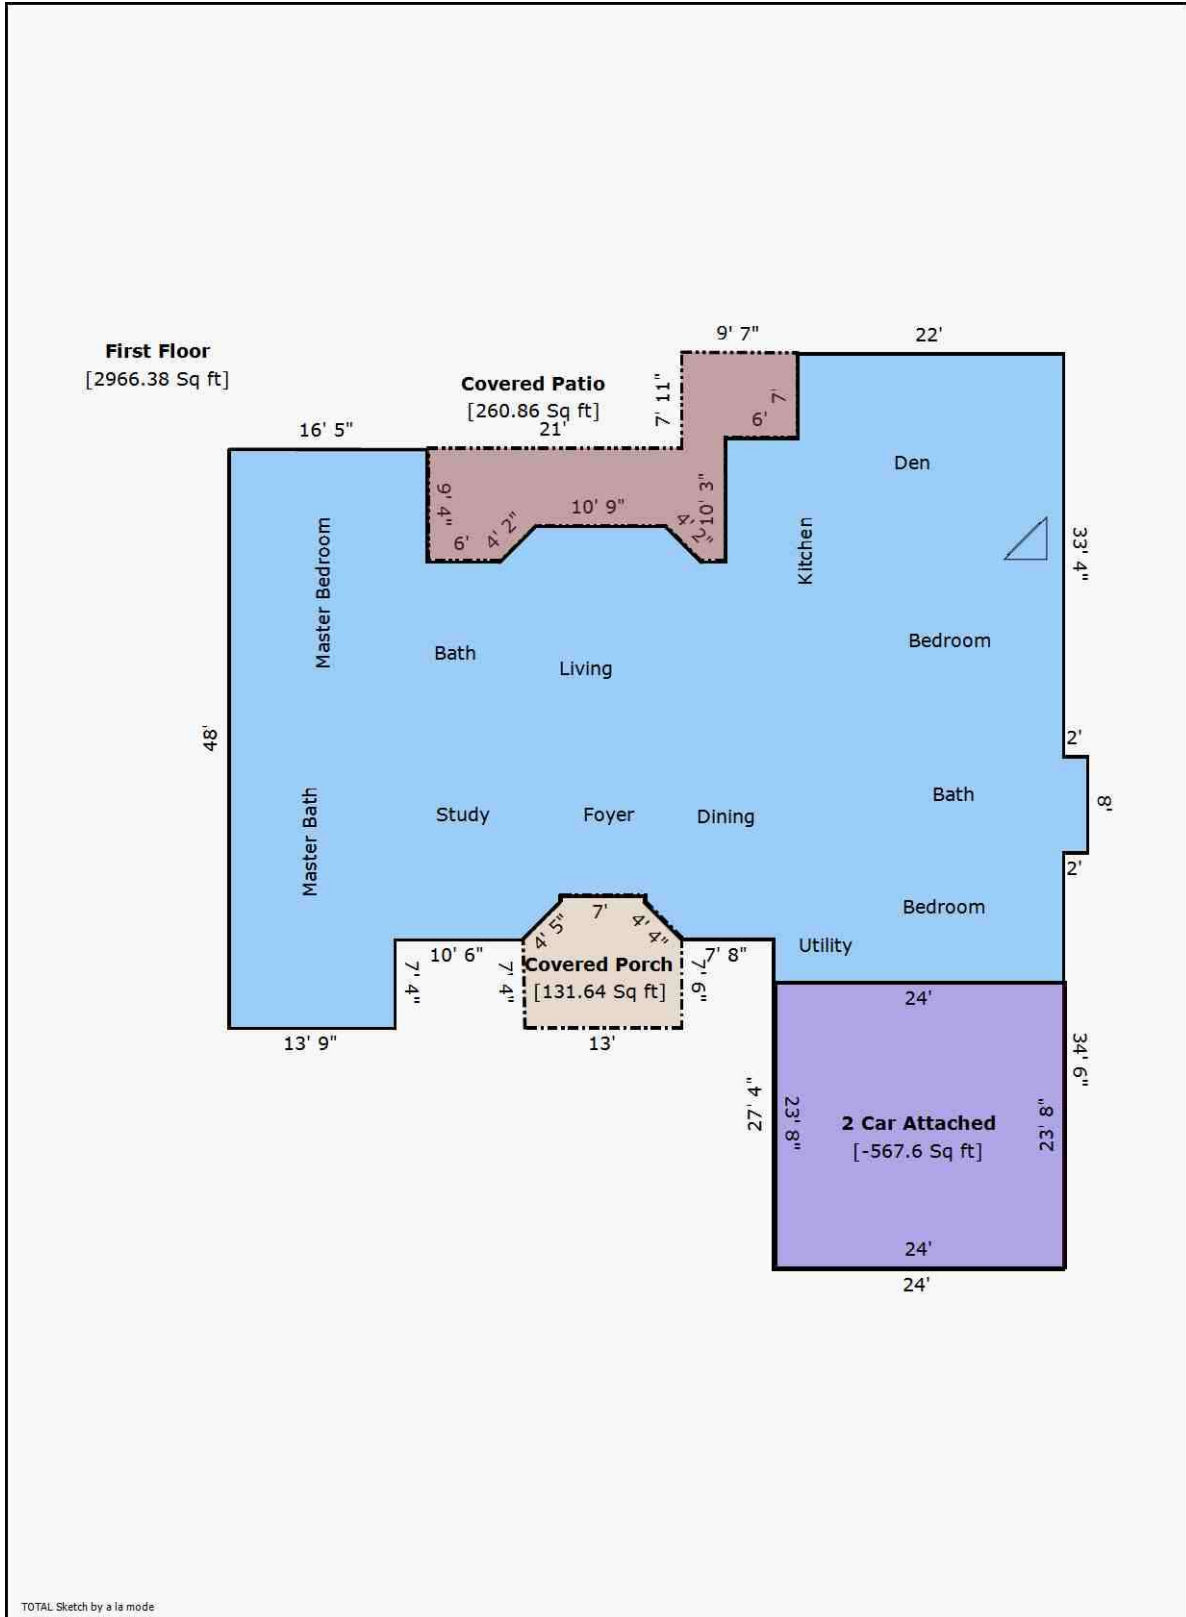 9' 7"
22'
First Floor
[2966.38 Sq ft]
Covered Patio
[260.86 Sq ft]
7' 11"
7'
6'
21'
16' 5"
Den
9' 4"
6'
4' 2"
10' 9"
4' 2"
10' 3"
Kitchen
33' 4"
Master Bedroom
Bath
Living
Bedroom
48'
2'
Bath
8'
Master Bath
Study
Foyer
Dining
2'
Bedroom
7'
4' 5"
4' 4"
Utility
10' 6"
7' 8"
7' 4"
7' 4"
Covered Porch
[131.64 Sq ft]
7' 6"
24'
13' 9"
13'
34' 6"
27' 4"
23' 8"
2 Car Attached
[-567.6 Sq ft]
23' 8"
24'
24'
TOTAL Sketch by a la mode